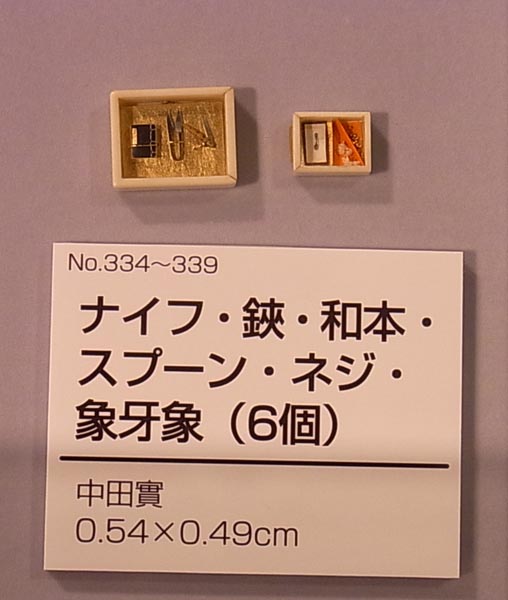 No.334～339
ナイフ・鋏・和本・
スプーン・ネジ・
象牙象（6個）
中田實
0.54×0.49cm